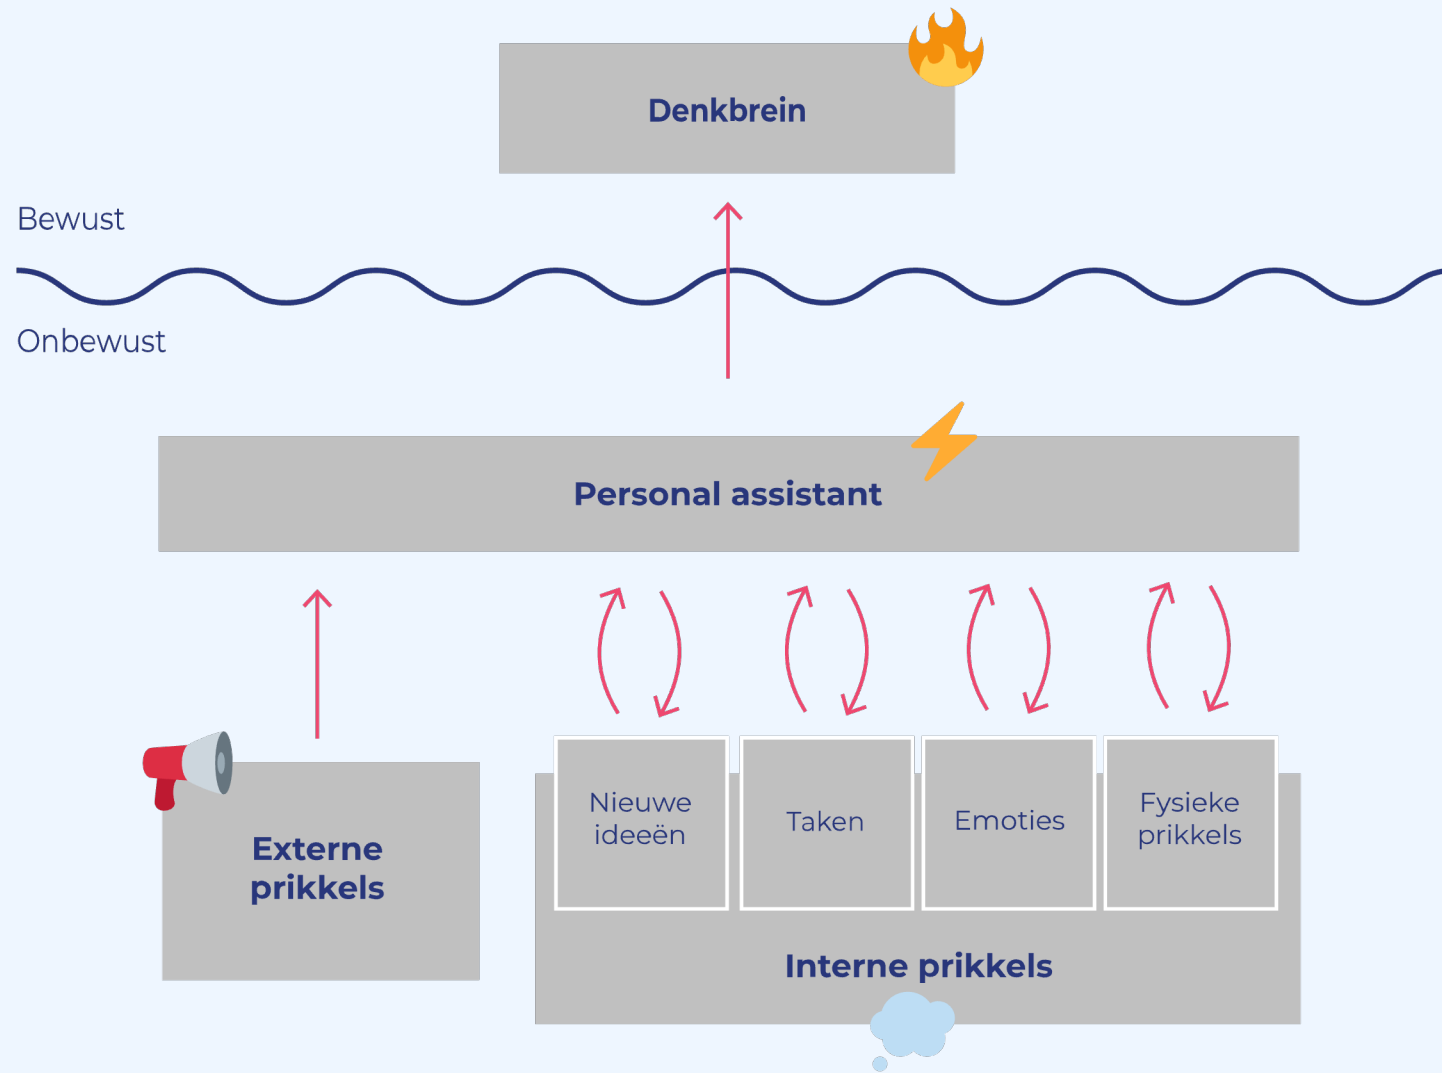 Denkbrein
Bewust
Onbewust
Personal assistant
Externe
prikkels
Nieuwe
ideeën
Taken
Emoties
Fysieke
prikkels
Interne prikkels